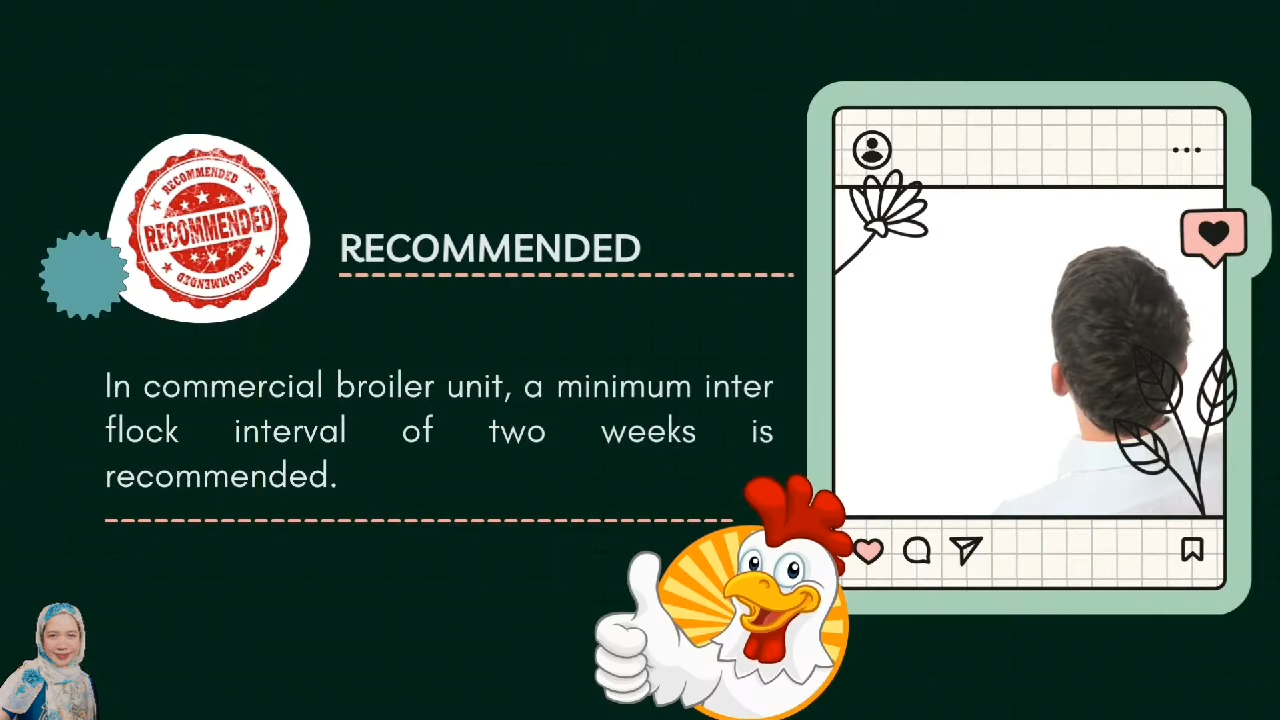 RECOMMENDED
RECOMMENDED
RECOMMENDED
RECOMMENDED
In commercial broiler unit, a minimum inter
flock interval of two weeks is
recommended.